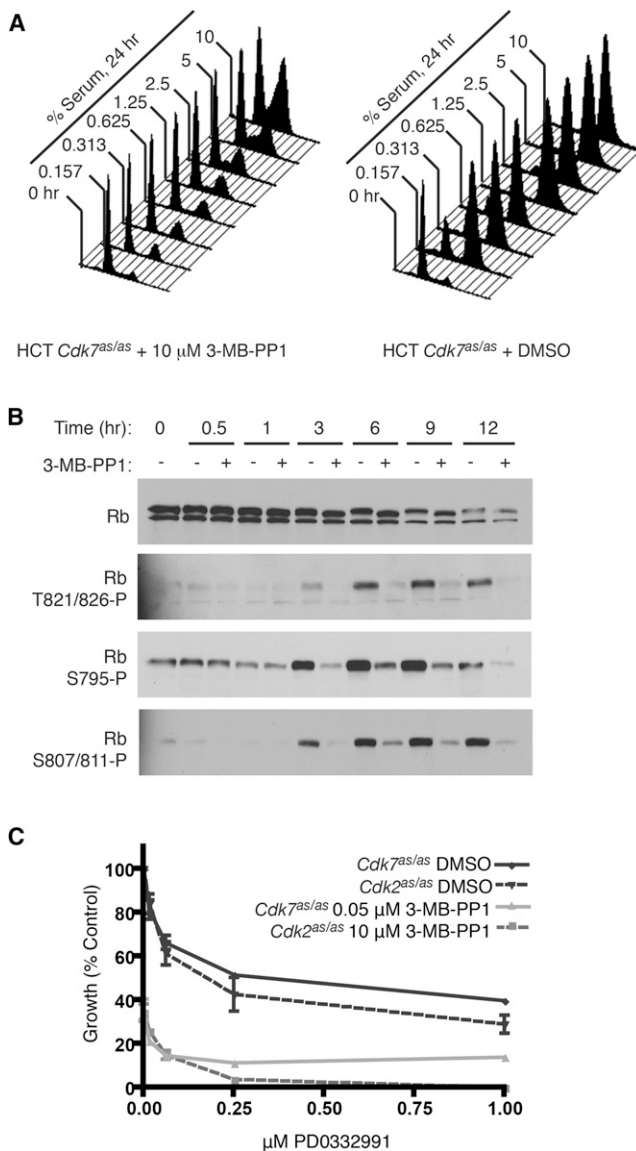 A
% Serum, 24 hr
10
5
2.5
1.25
0.625
0.313
0.157
0 hr
HCT Cdk7as/as + 10 μM 3-MB-PP1
% Serum, 24 hr
10
5
2.5
1.25
0.625
0.313
0.157
0 hr
HCT Cdk7as/as + DMSO
B
Time (hr): 0 0.5 1 3 6 9 12
3-MB-PP1: - - + - + - + - + - + - +
Rb
Rb
T821/826-P
Rb
S795-P
Rb
S807/811-P
C
Growth (% Control)
100
80
60
40
20
0
0.00 0.25 0.50 0.75 1.00
μM PD0332991
Cdk7as/as DMSO
Cdk2as/as DMSO
Cdk7as/as 0.05 μM 3-MB-PP1
Cdk2as/as 10 μM 3-MB-PP1